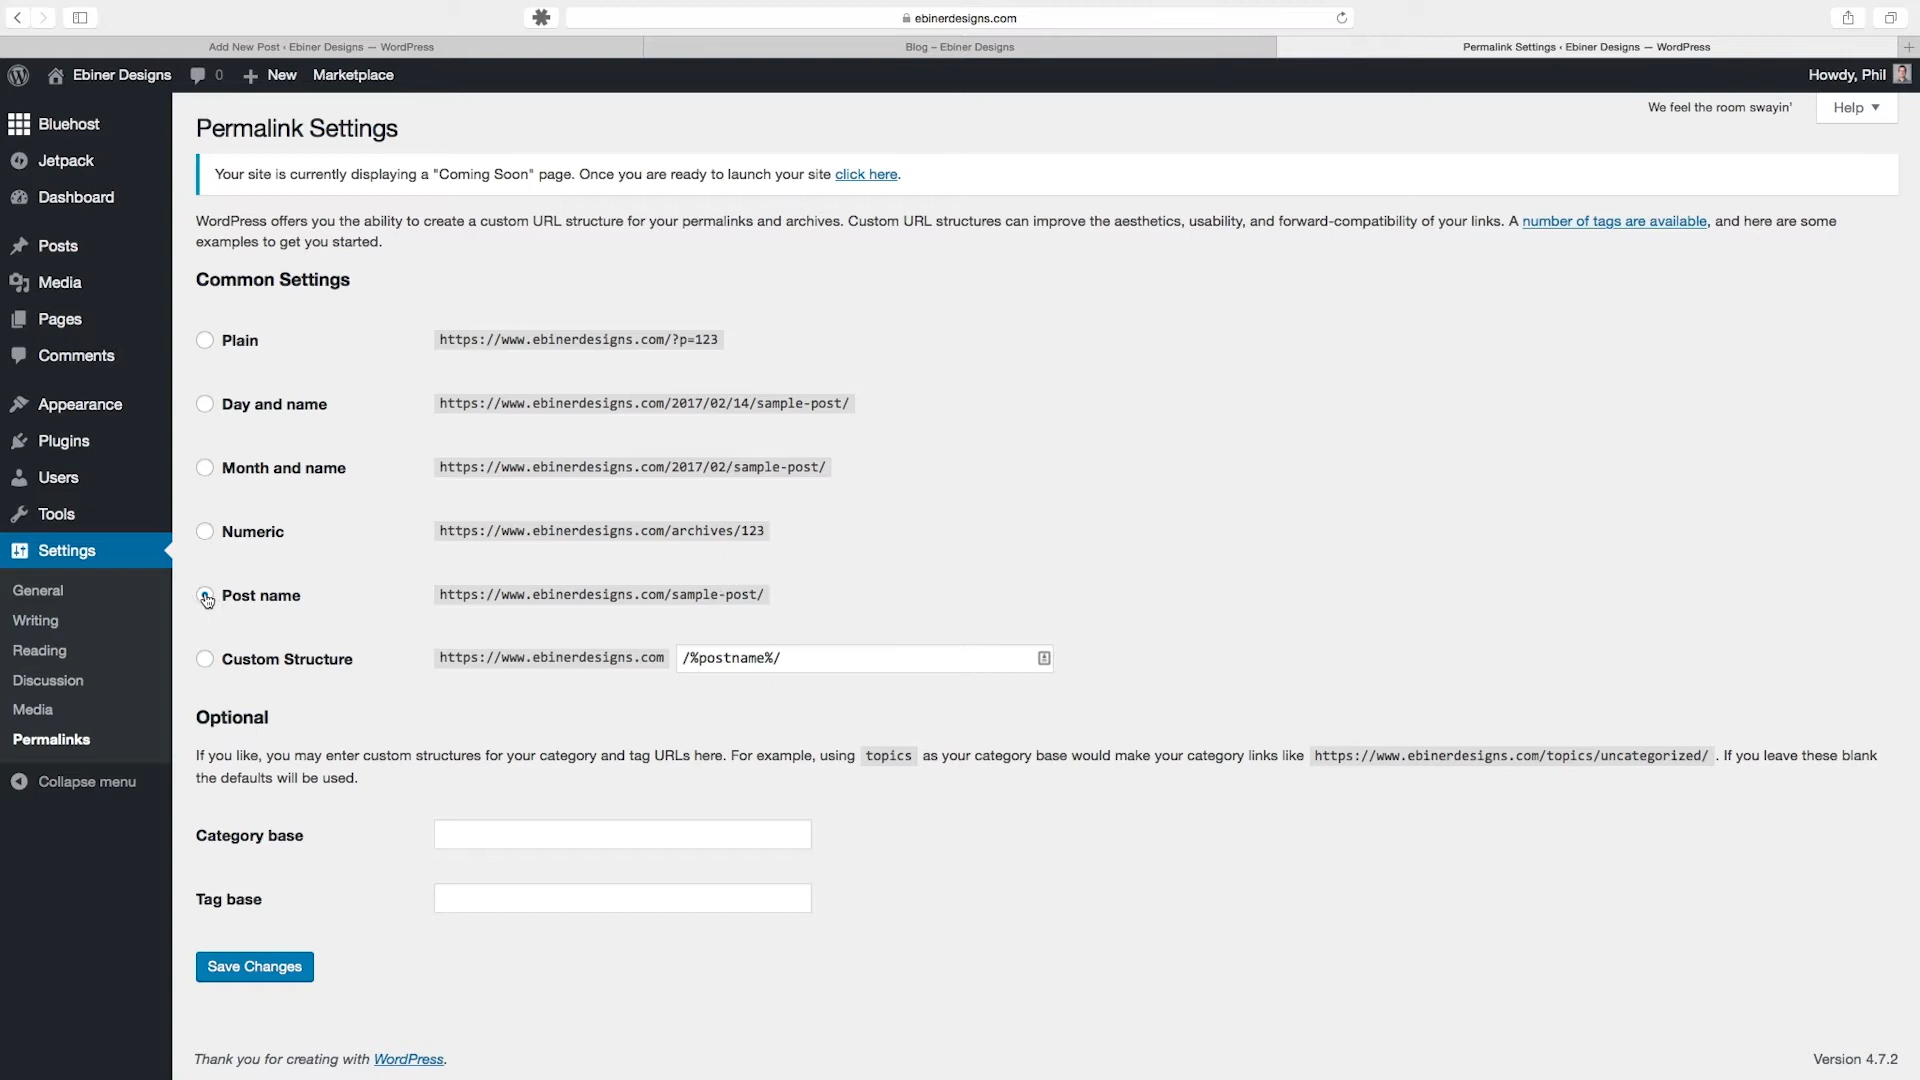 ebinerdesigns.com
Add New Post ‹ Ebiner Designs — WordPress
Blog – Ebiner Designs
Permalink Settings ‹ Ebiner Designs — WordPress
Ebiner Designs 0 New Marketplace
Howdy, Phil
Bluehost
Jetpack
Dashboard
Posts
Media
Pages
Comments
Appearance
Plugins
Users
Tools
Settings
General
Writing
Reading
Discussion
Media
Permalinks
Collapse menu
We feel the room swayin'
Help
Permalink Settings
Your site is currently displaying a "Coming Soon" page. Once you are ready to launch your site click here.
WordPress offers you the ability to create a custom URL structure for your permalinks and archives. Custom URL structures can improve the aesthetics, usability, and forward-compatibility of your links. A number of tags are available, and here are some
examples to get you started.
Common Settings
Plain https://www.ebinerdesigns.com/?p=123
Day and name https://www.ebinerdesigns.com/2017/02/14/sample-post/
Month and name https://www.ebinerdesigns.com/2017/02/sample-post/
Numeric https://www.ebinerdesigns.com/archives/123
Post name https://www.ebinerdesigns.com/sample-post/
Custom Structure https://www.ebinerdesigns.com /%postname%/
Optional
If you like, you may enter custom structures for your category and tag URLs here. For example, using topics as your category base would make your category links like https://www.ebinerdesigns.com/topics/uncategorized/ . If you leave these blank
the defaults will be used.
Category base
Tag base
Save Changes
Thank you for creating with WordPress.
Version 4.7.2